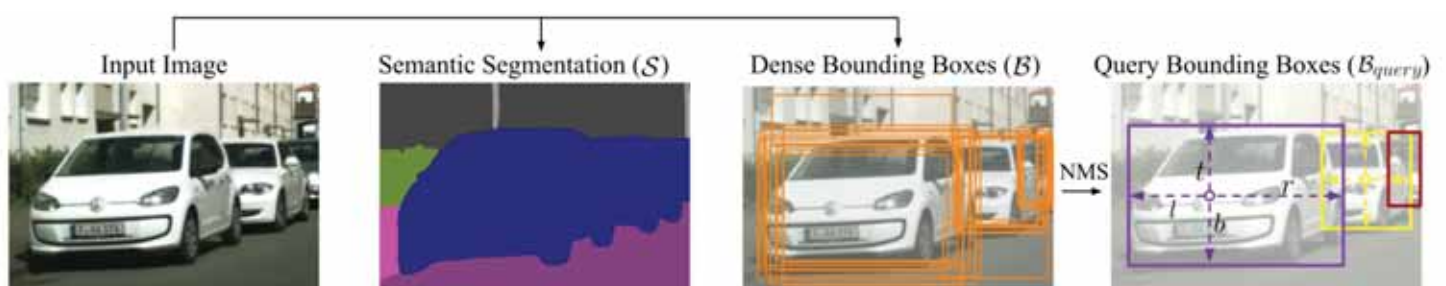 Input Image
Semantic Segmentation (𝒮)
Dense Bounding Boxes (ℬ)
Query Bounding Boxes (ℬ_query)
NMS
t
r
l
b